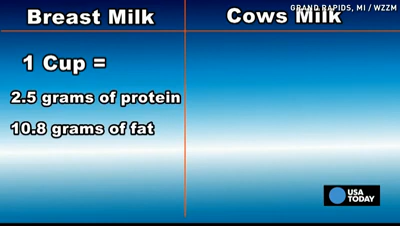 GRAND RAPIDS, MI / WZZM
Breast Milk
Cows Milk
1 Cup =
2.5 grams of protein
10.8 grams of fat
USA
TODAY